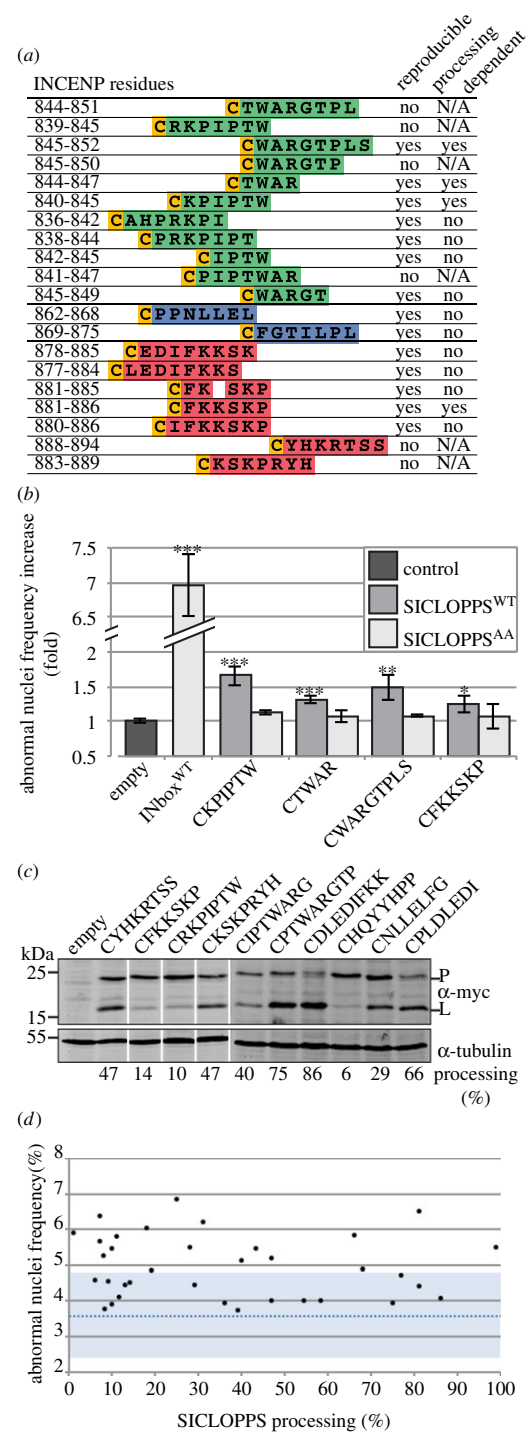 (a)
INCENP residues reproducible processing dependent
844-851 CTWARGTPL no N/A
839-845 CRKPIPTW no N/A
845-852 CWARGTPLS yes yes
845-850 CWARGTP no N/A
844-847 CTWAR yes yes
840-845 CKPIPTW yes yes
836-842 CAHPRKPI yes no
838-844 CPRKPIPT yes no
842-845 CIPTW yes no
841-847 CPIPTWAR no N/A
845-849 CWARGT yes no
862-868 CPPNLLEL yes no
869-875 CFGTILPL yes no
878-885 CEDIFKKSK yes no
877-884 CLEDIFKKS yes no
881-885 CFK SKP yes no
881-886 CFKKSKP yes yes
880-886 CIFKKSKP yes no
888-894 CYHKRTSS no N/A
883-889 CKSKPRYH no N/A
(b)
abnormal nuclei frequency increase
(fold)
7.5
7
6.5
2
1.5
1
0.5
*** *** *** ** *
control
SICLOPPS^WT
SICLOPPS^AA
empty INbox^WT CKPIPTW CTWAR CWARGTPLS CFKKSKP
(c)
empty CYHKRTSS CFKKSKP CRKPIPTW CKSKPRYH CIPTWARG CPTWARGTP CDLEDIFKK CHQYYHPP CNLLELFG CPLDLEDI
kDa
25 P
α-myc
15 L
55 α-tubulin
47 14 10 47 40 75 86 6 29 66 processing
(%)
(d)
abnormal nuclei frequency(%)
8
7
6
5
4
3
2
0 10 20 30 40 50 60 70 80 90 100
SICLOPPS processing (%)